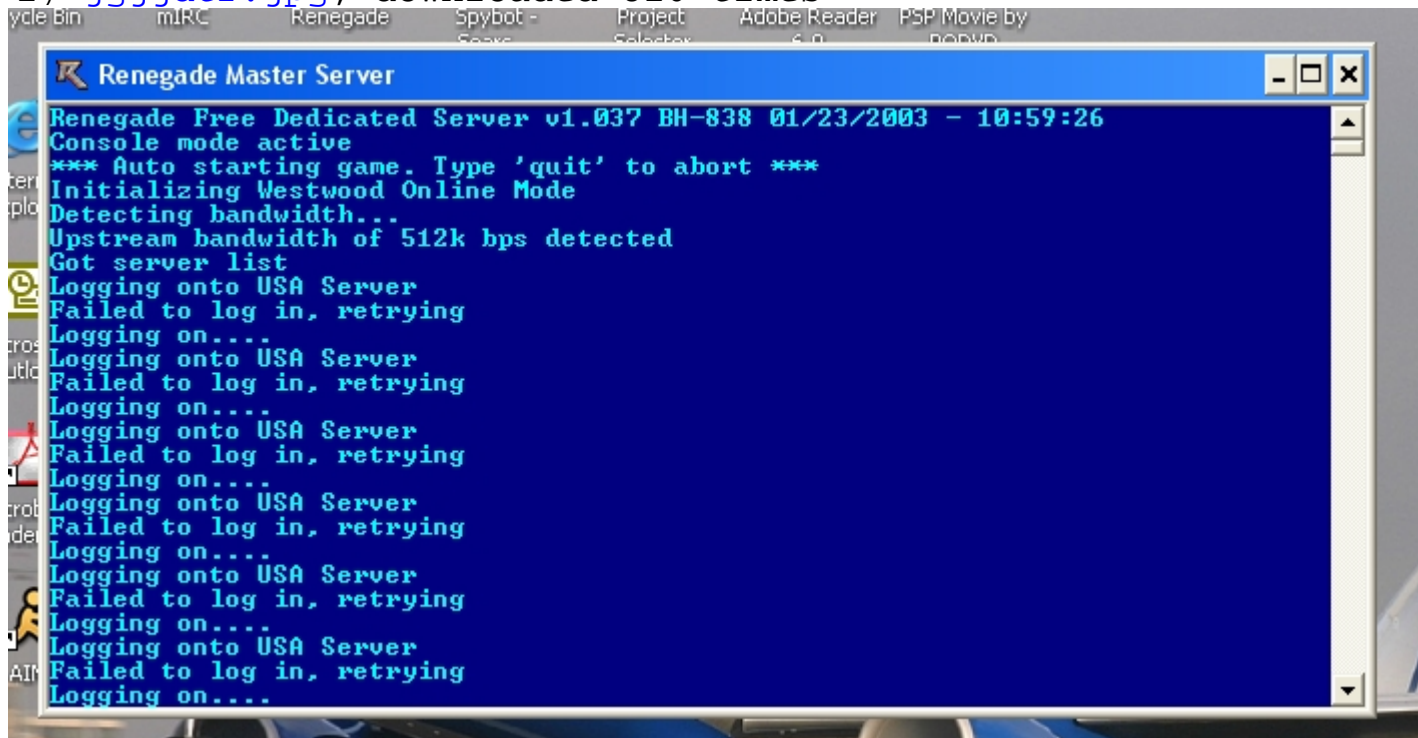 ycle Bin mIRC Renegade Spybot - Project Adobe Reader PSP Movie by
Renegade Master Server
Renegade Free Dedicated Server v1.037 BH-838 01/23/2003 - 10:59:26
Console mode active
*** Auto starting game. Type 'quit' to abort ***
Initializing Westwood Online Mode
Detecting bandwidth...
Upstream bandwidth of 512k bps detected
Got server list
Logging onto USA Server
Failed to log in, retrying
Logging on....
Logging onto USA Server
Failed to log in, retrying
Logging on....
Logging onto USA Server
Failed to log in, retrying
Logging on....
Logging onto USA Server
Failed to log in, retrying
Logging on....
Logging onto USA Server
Failed to log in, retrying
Logging on....
Logging onto USA Server
Failed to log in, retrying
Logging on....